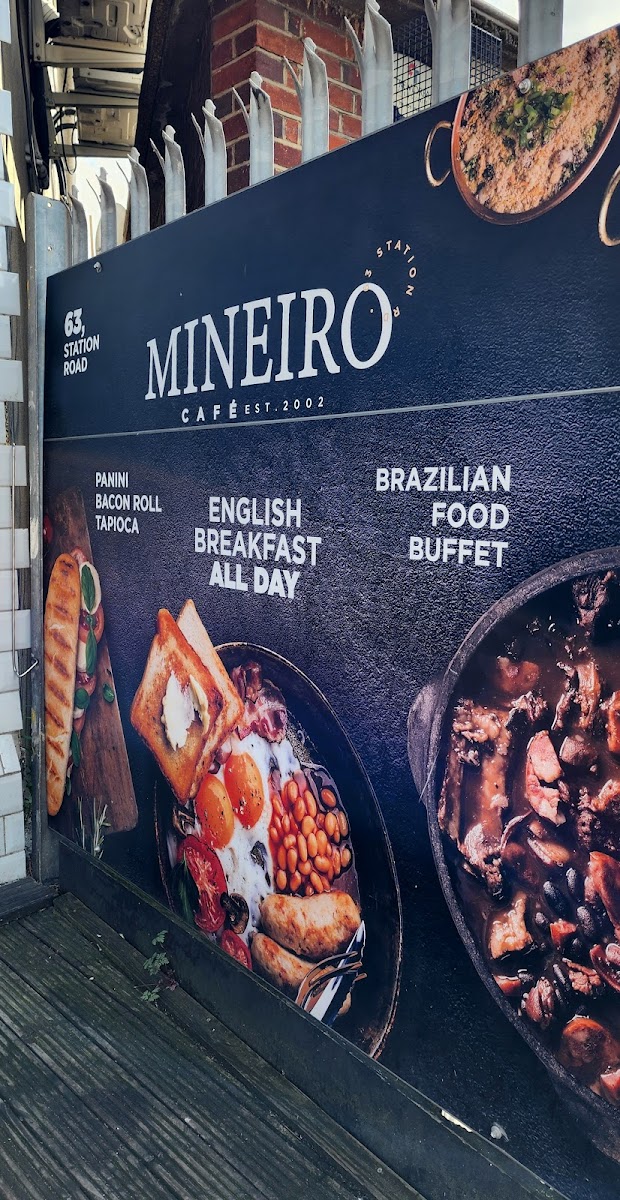 63,
STATION
ROAD
MINEIRO
63 STATION RD.
CAFÉ EST. 2002
PANINI
BACON ROLL
TAPIOCA
ENGLISH
BREAKFAST
ALL DAY
BRAZILIAN
FOOD
BUFFET